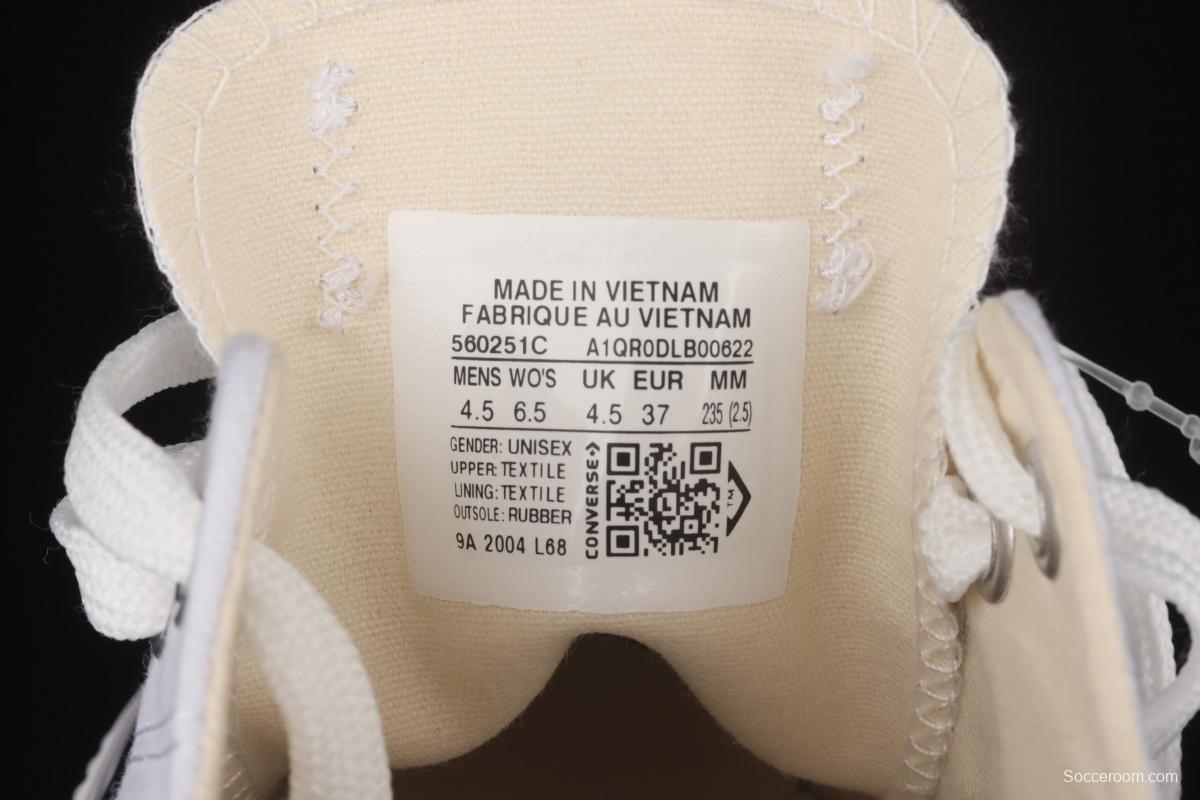 MADE IN VIETNAM
FABRIQUE AU VIETNAM
560251C A1QR0DLB00622
MENS WO'S UK EUR MM
4.5 6.5 4.5 37 235 (2.5)
GENDER: UNISEX
UPPER: TEXTILE
LINING: TEXTILE
OUTSOLE: RUBBER
9A 2004 L68
CONVERSE
TM
Socceroom.com